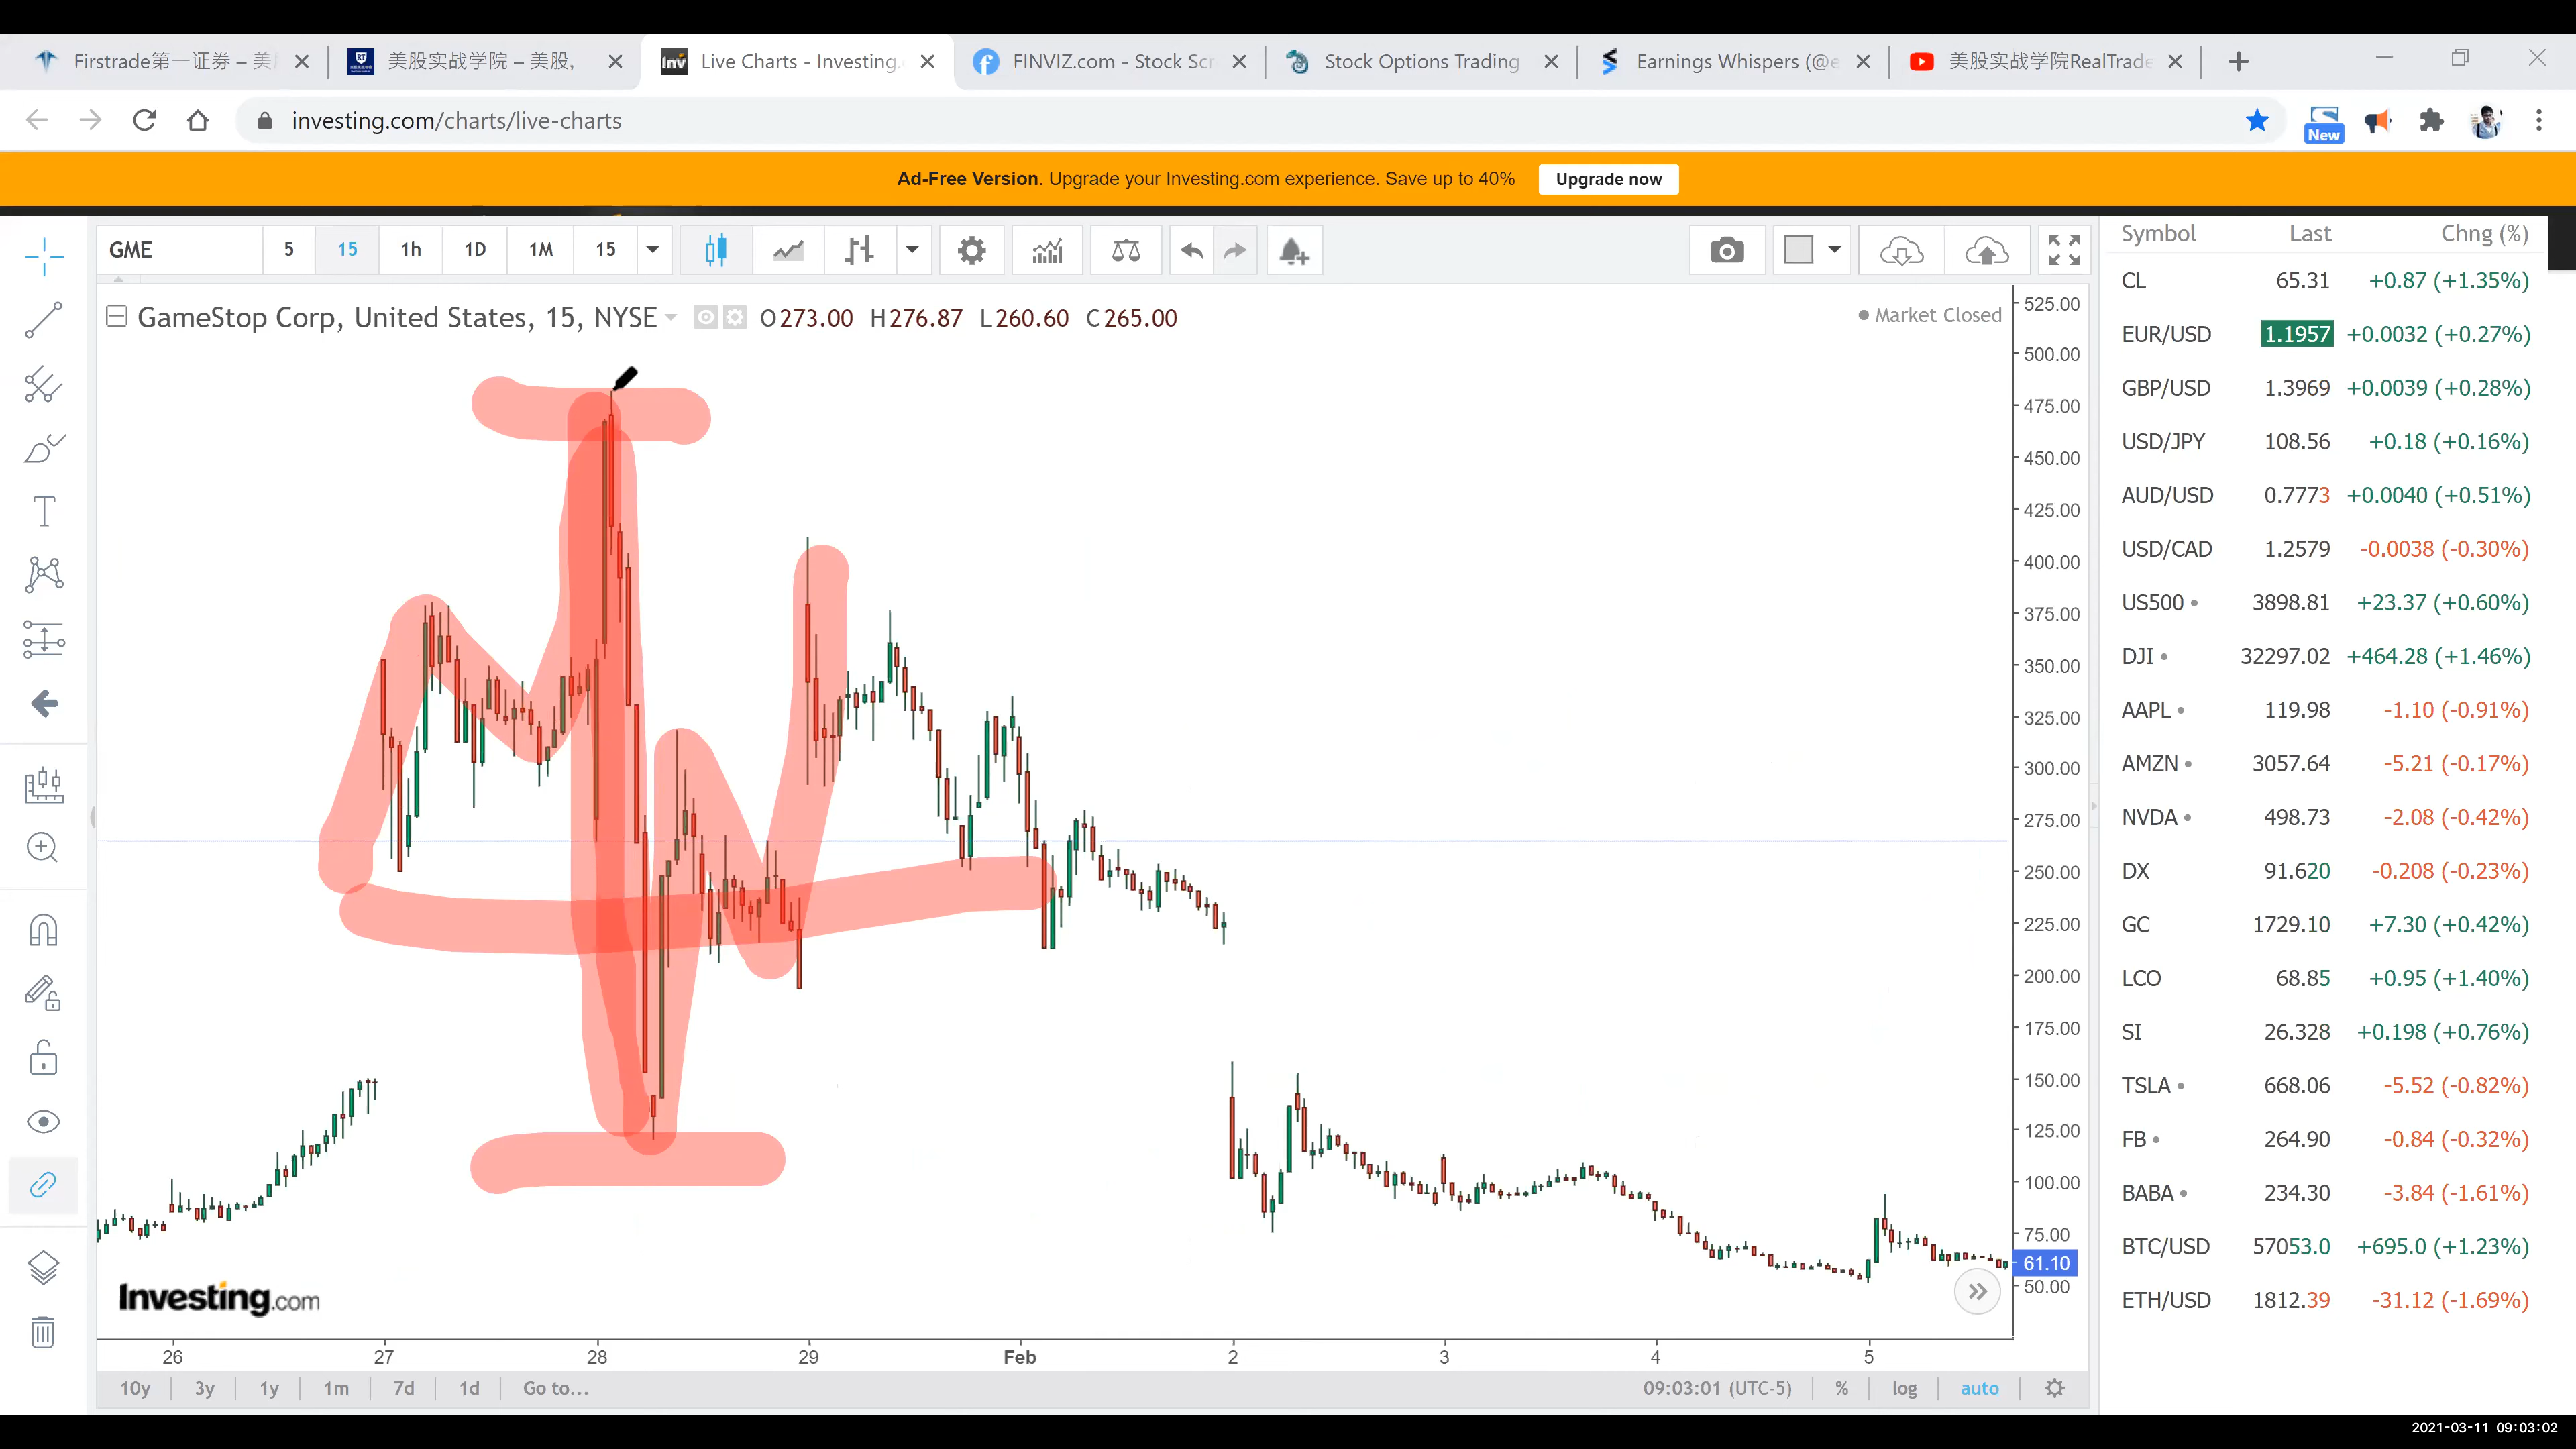 Firstrade第一证券 – 美
美股实战学院 – 美股,
Live Charts - Investing.
FINVIZ.com - Stock Scr
Stock Options Trading
Earnings Whispers (@e
美股实战学院RealTrade
investing.com/charts/live-charts
New
Ad-Free Version. Upgrade your Investing.com experience. Save up to 40% Upgrade now
GME 5 15 1h 1D 1M 15
GameStop Corp, United States, 15, NYSE O273.00 H276.87 L260.60 C265.00
Market Closed
525.00
500.00
475.00
450.00
425.00
400.00
375.00
350.00
325.00
300.00
275.00
250.00
225.00
200.00
175.00
150.00
125.00
100.00
75.00
61.10
50.00
Investing.com
26 27 28 29 Feb 2 3 4 5
10y 3y 1y 1m 7d 1d Go to... 09:03:01 (UTC-5) % log auto
Symbol Last Chng (%)
CL 65.31 +0.87 (+1.35%)
EUR/USD 1.1957 +0.0032 (+0.27%)
GBP/USD 1.3969 +0.0039 (+0.28%)
USD/JPY 108.56 +0.18 (+0.16%)
AUD/USD 0.7773 +0.0040 (+0.51%)
USD/CAD 1.2579 -0.0038 (-0.30%)
US500 3898.81 +23.37 (+0.60%)
DJI 32297.02 +464.28 (+1.46%)
AAPL 119.98 -1.10 (-0.91%)
AMZN 3057.64 -5.21 (-0.17%)
NVDA 498.73 -2.08 (-0.42%)
DX 91.620 -0.208 (-0.23%)
GC 1729.10 +7.30 (+0.42%)
LCO 68.85 +0.95 (+1.40%)
SI 26.328 +0.198 (+0.76%)
TSLA 668.06 -5.52 (-0.82%)
FB 264.90 -0.84 (-0.32%)
BABA 234.30 -3.84 (-1.61%)
BTC/USD 57053.0 +695.0 (+1.23%)
ETH/USD 1812.39 -31.12 (-1.69%)
2021-03-11 09:03:02